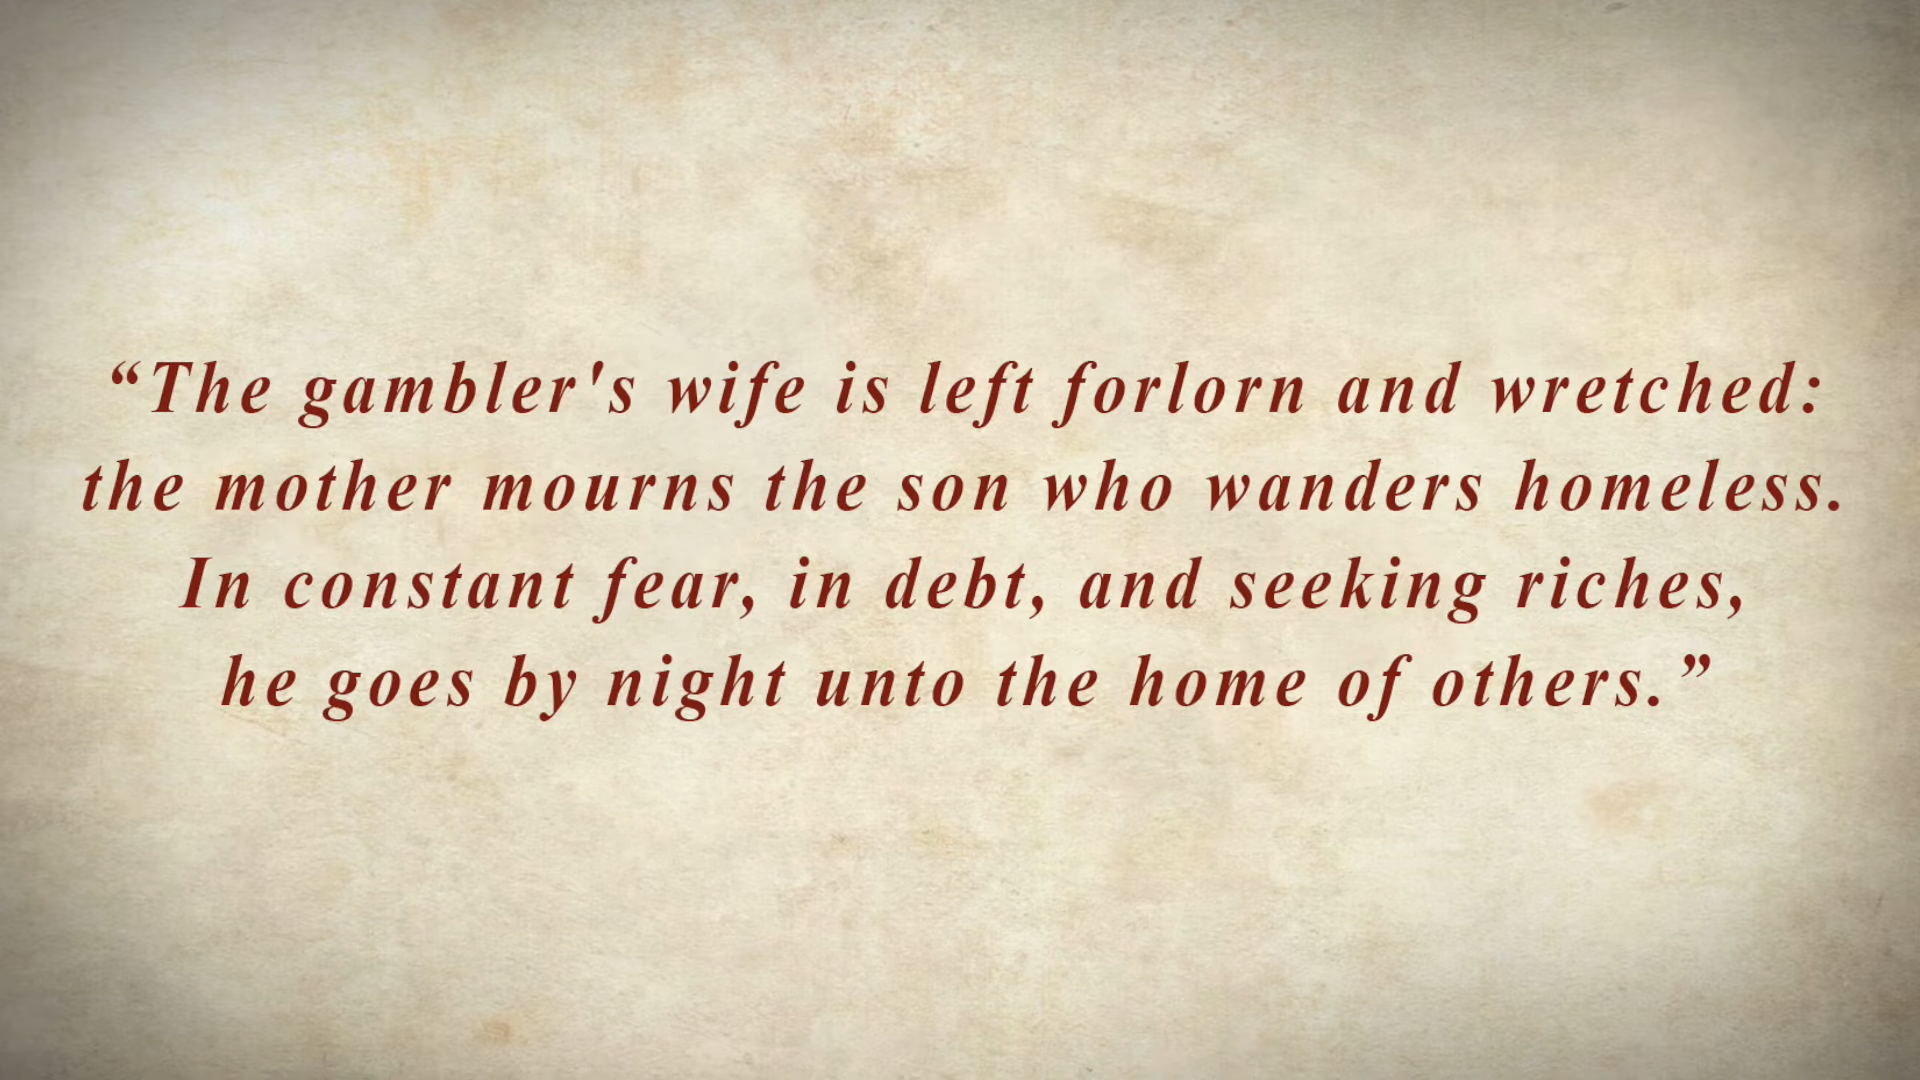 “The gambler's wife is left forlorn and wretched:
the mother mourns the son who wanders homeless.
In constant fear, in debt, and seeking riches,
he goes by night unto the home of others.”